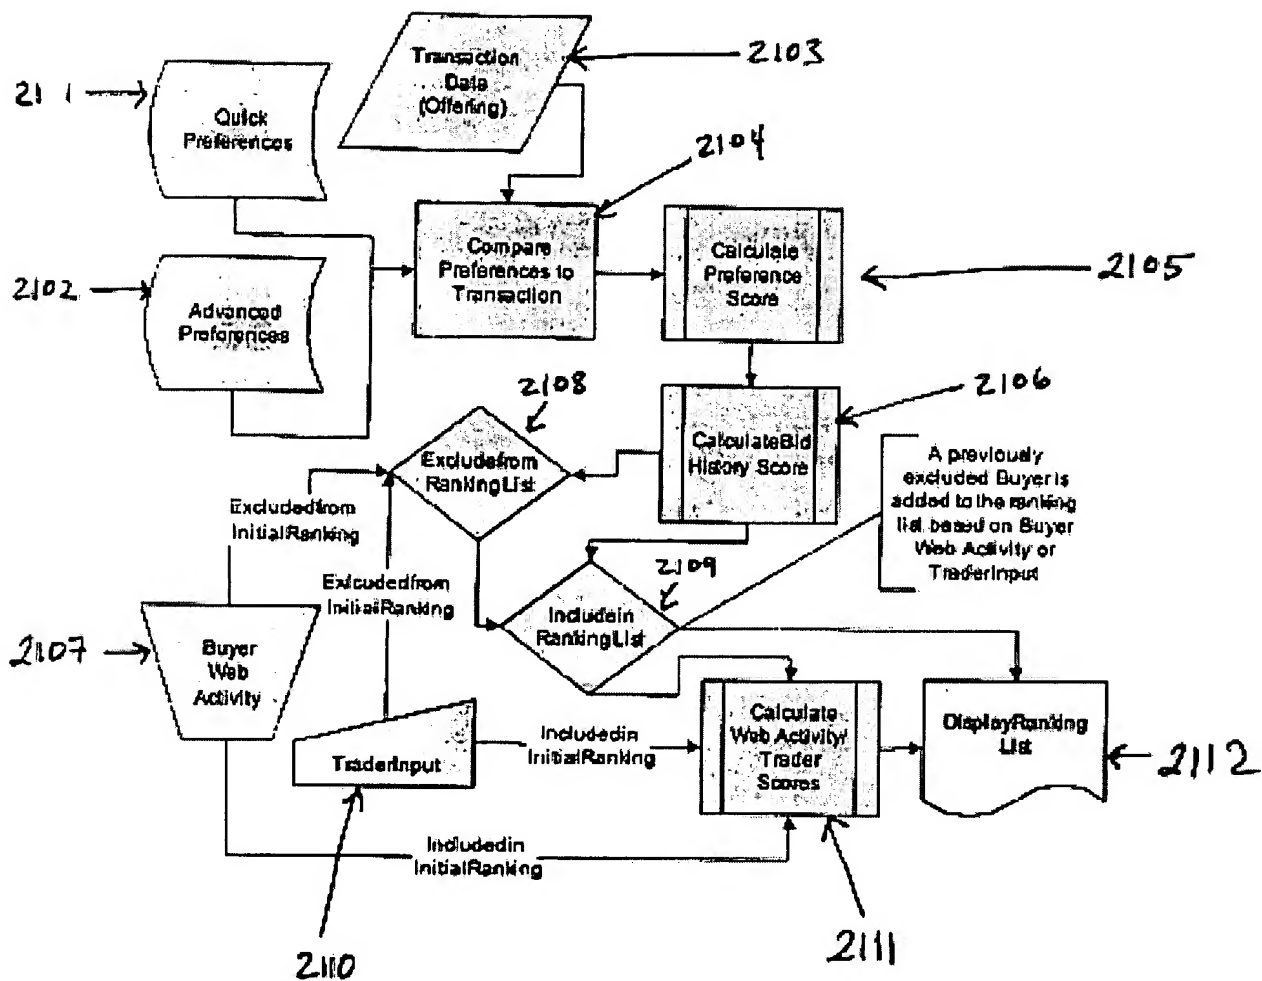 Transaction
Data
(Offering)
2103
21 1
Quick
Preferences
2104
Compare
Preferences to
Transaction
Calculate
Preference
Score
2105
2102
Advanced
Preferences
2108
2106
Exclude from
Ranking List
Calculate Bid
History Score
A previously
excluded Buyer is
added to the ranking
list based on Buyer
Web Activity or
Trader Input
Excluded from
Initial Ranking
Exlcuded from
Initial Ranking
2109
Include in
Ranking List
2107
Buyer
Web
Activity
Trader Input
Included in
Initial Ranking
Calculate
Web Activity/
Trader
Scores
Display Ranking
List
2112
Included in
Initial Ranking
2110
2111